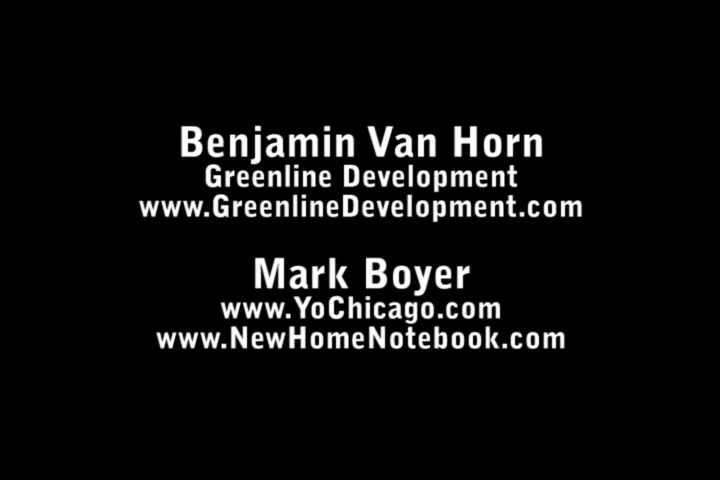 Benjamin Van Horn
Greenline Development
www.GreenlineDevelopment.com
Mark Boyer
www.YoChicago.com
www.NewHomeNotebook.com